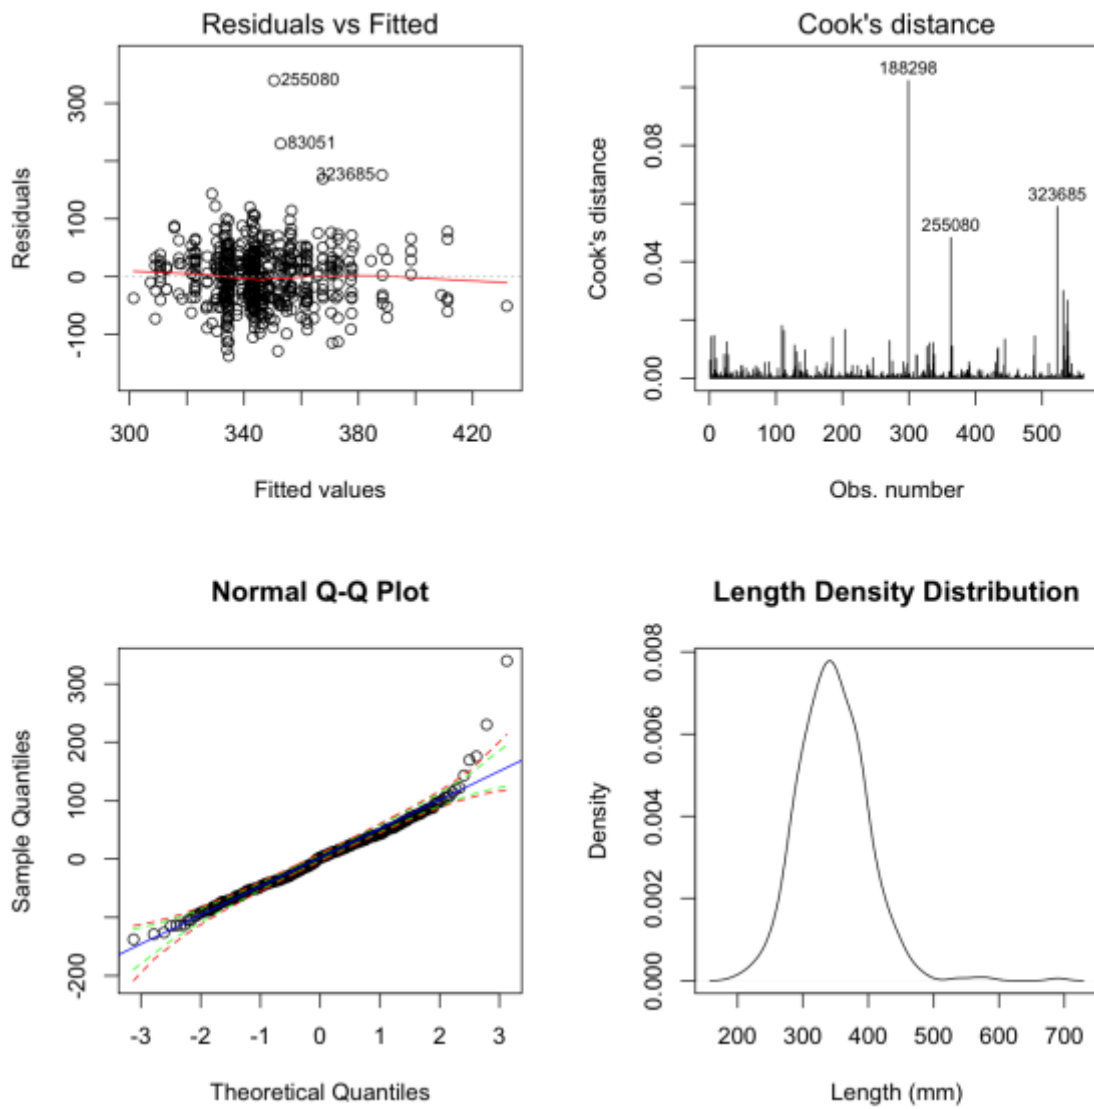 Residuals vs Fitted
Residuals
-100 0 100 300
255080
83051
323685
300 340 380 420
Fitted values
Cook's distance
Cook's distance
0.00 0.04 0.08
188298
255080
323685
0 100 200 300 400 500
Obs. number
Normal Q-Q Plot
Sample Quantiles
-200 0 100 200 300
-3 -2 -1 0 1 2 3
Theoretical Quantiles
Length Density Distribution
Density
0.000 0.002 0.004 0.006 0.008
200 300 400 500 600 700
Length (mm)